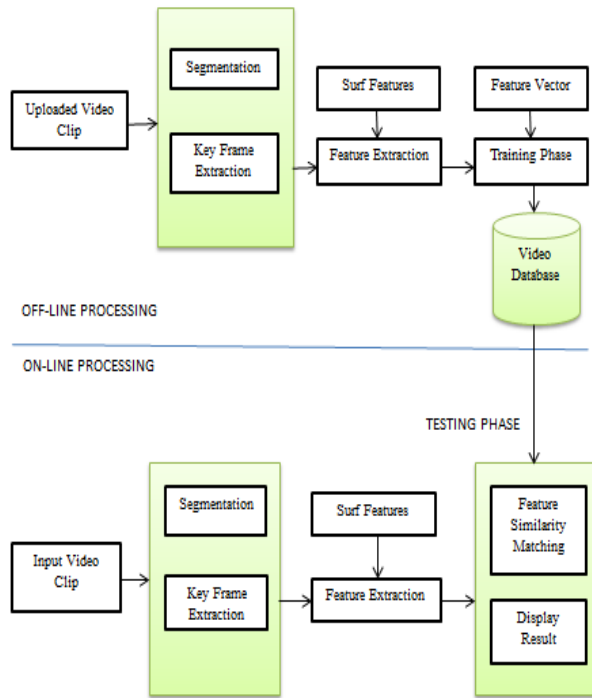 Segmentation
Surf Features
Feature Vector
Uploaded Video
Clip
Key Frame
Extraction
Feature Extraction
Training Phase
Video
Database
OFF-LINE PROCESSING
ON-LINE PROCESSING
TESTING PHASE
Segmentation
Surf Features
Feature
Similarity
Matching
Input Video
Clip
Key Frame
Extraction
Feature Extraction
Display
Result